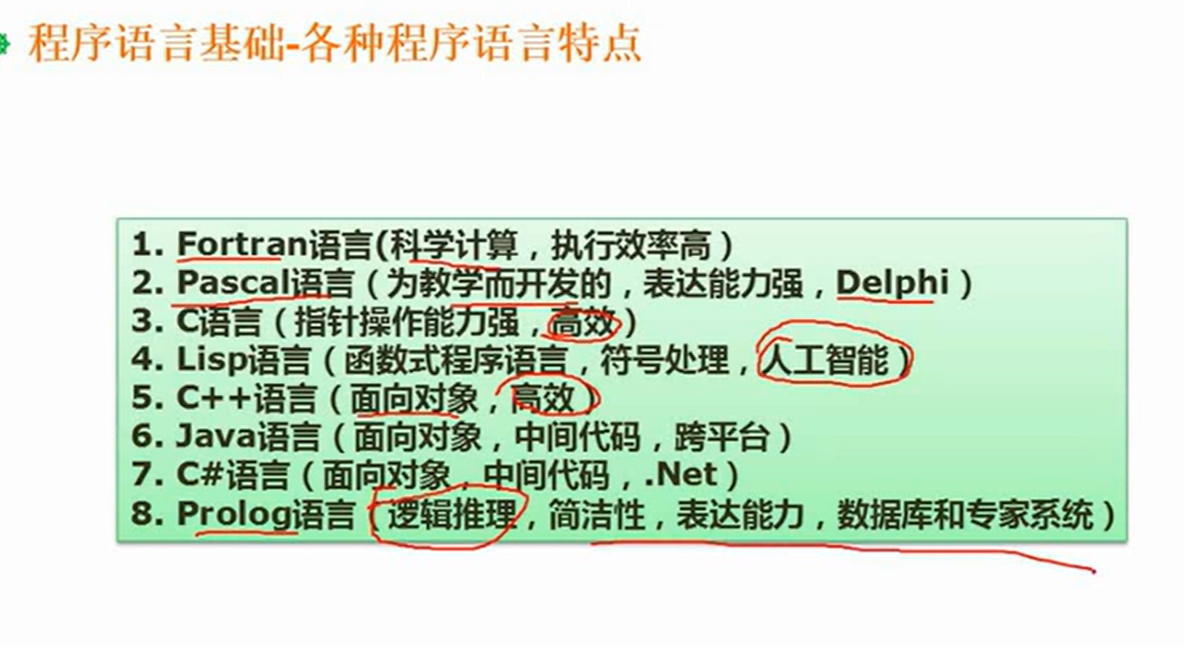 程序语言基础-各种程序语言特点
1. Fortran语言(科学计算，执行效率高）
2. Pascal语言（为教学而开发的，表达能力强，Delphi）
3. C语言（指针操作能力强，高效）
4. Lisp语言（函数式程序语言，符号处理，人工智能）
5. C++语言（面向对象，高效）
6. Java语言（面向对象，中间代码，跨平台）
7. C#语言（面向对象，中间代码，.Net）
8. Prolog语言（逻辑推理，简洁性，表达能力，数据库和专家系统）